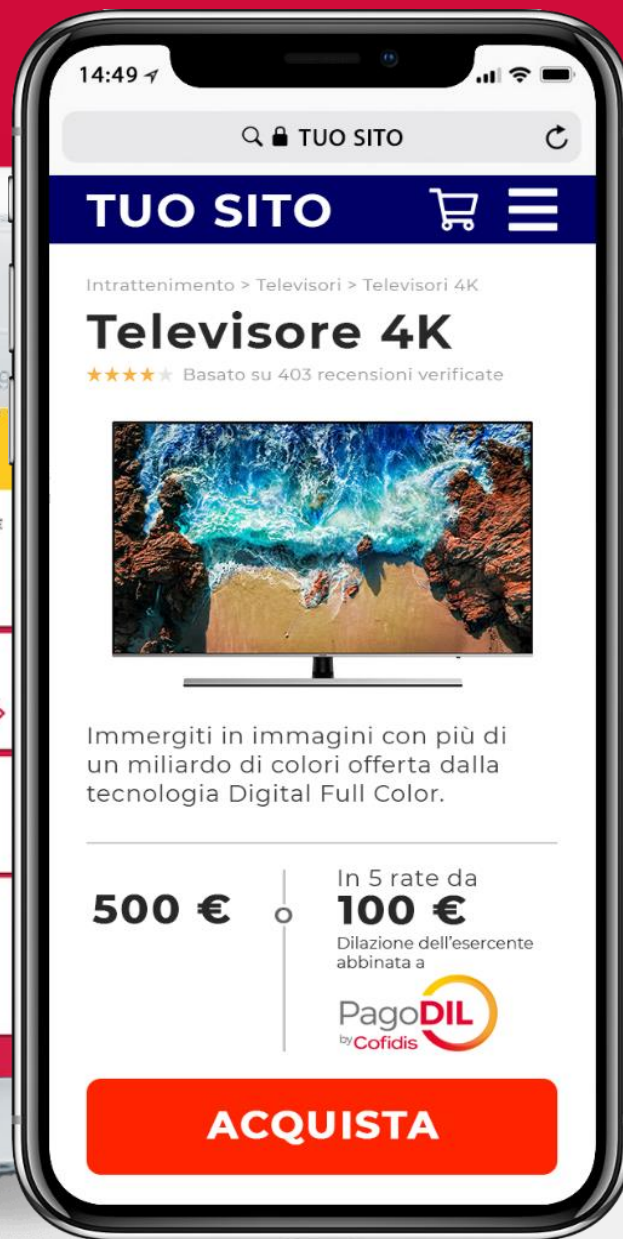 14:49
TUO SITO
TUO SITO
Intrattenimento > Televisori > Televisori 4K
Televisore 4K
Basato su 403 recensioni verificate
Immergiti in immagini con più di
un miliardo di colori offerta dalla
tecnologia Digital Full Color.
500 €
In 5 rate da
100 €
Dilazione dell'esercente
abbinata a
PagoDIL
by Cofidis
ACQUISTA